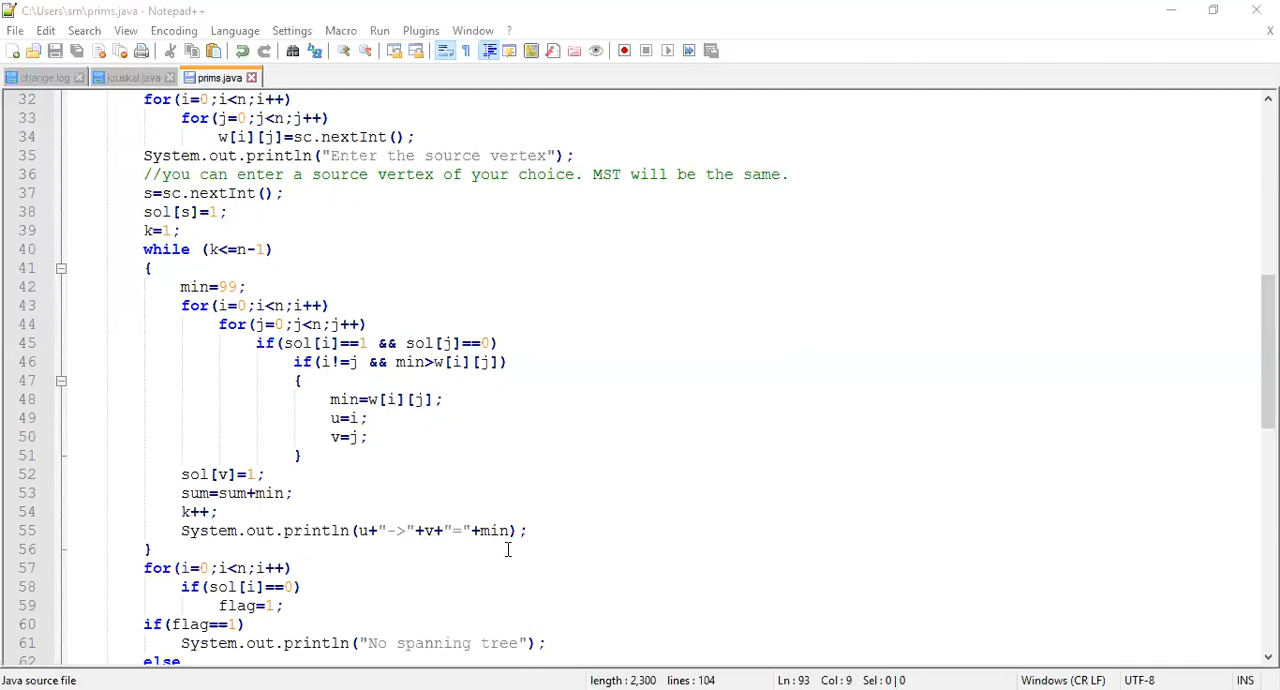 C:\Users\srn\prims.java - Notepad++
File Edit Search View Encoding Language Settings Macro Run Plugins Window ? X
change.log kruskal java prims.java
32 for(i=0;i<n;i++)
33 for(j=0;j<n;j++)
34 w[i][j]=sc.nextInt();
35 System.out.println("Enter the source vertex");
36 //you can enter a source vertex of your choice. MST will be the same.
37 s=sc.nextInt();
38 sol[s]=1;
39 k=1;
40 while (k<=n-1)
41 {
42 min=99;
43 for(i=0;i<n;i++)
44 for(j=0;j<n;j++)
45 if(sol[i]==1 && sol[j]==0)
46 if(i!=j && min>w[i][j])
47 {
48 min=w[i][j];
49 u=i;
50 v=j;
51 }
52 sol[v]=1;
53 sum=sum+min;
54 k++;
55 System.out.println(u+"->"+v+"="+min);
56 }
57 for(i=0;i<n;i++)
58 if(sol[i]==0)
59 flag=1;
60 if(flag==1)
61 System.out.println("No spanning tree");
62 else
Java source file length : 2,300 lines : 104 Ln : 93 Col : 9 Sel : 0 | 0 Windows (CR LF) UTF-8 INS